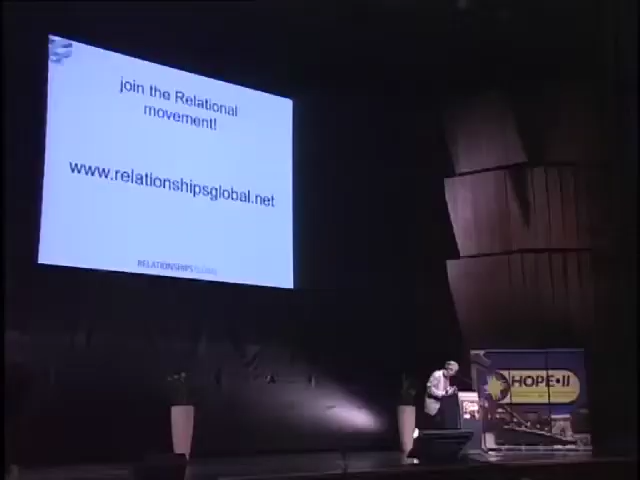 join the Relational
movement!
www.relationshipsglobal.net
RELATIONSHIPS GLOBAL
HOPE•II